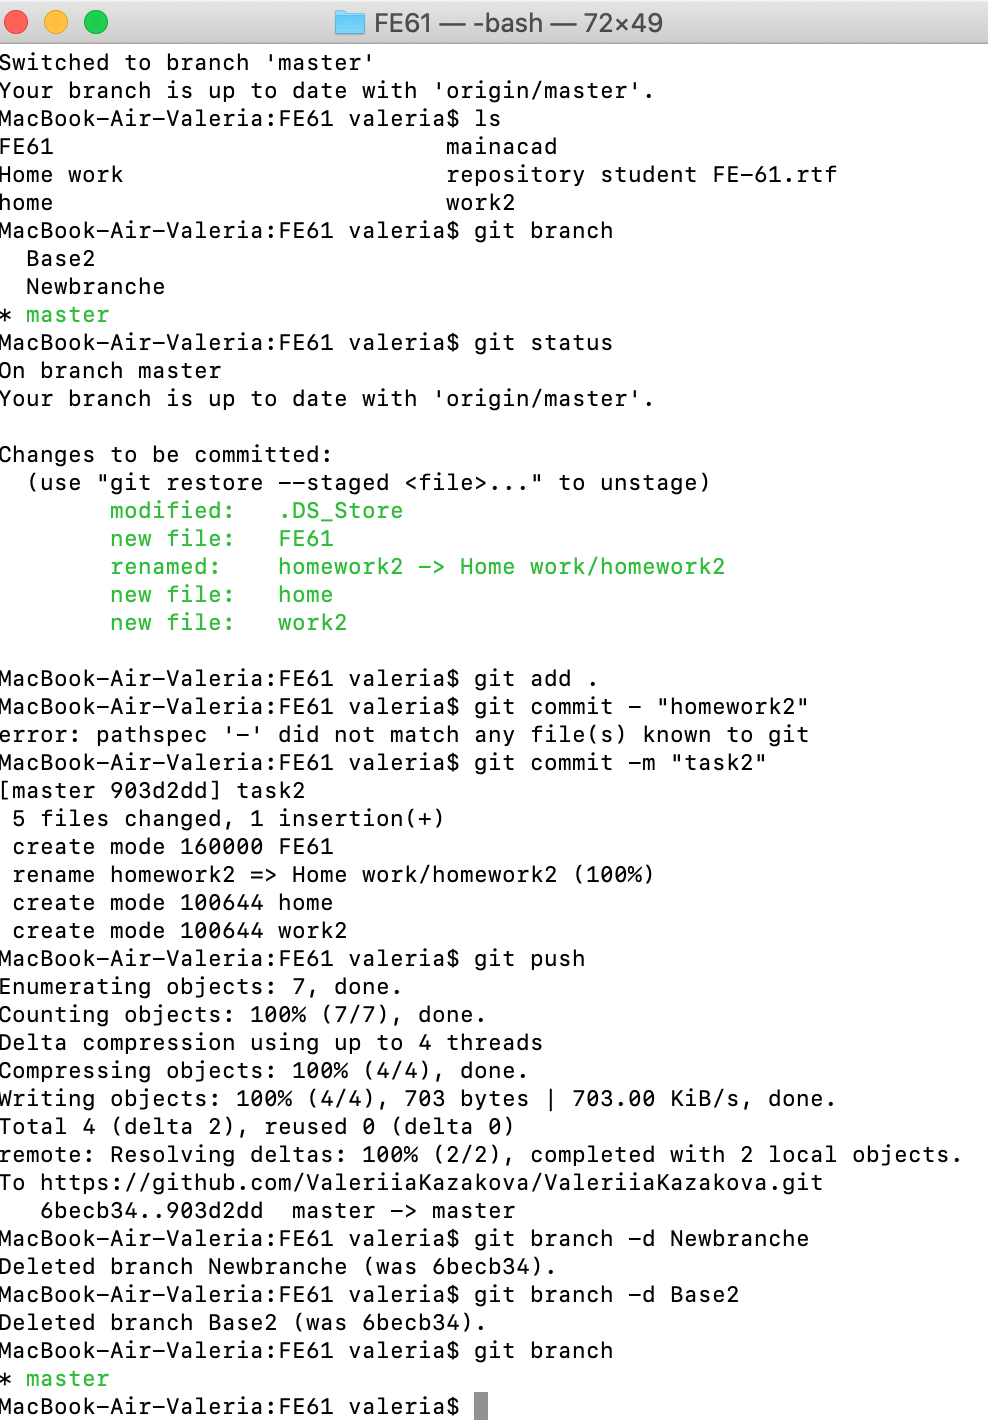 FE61 — -bash — 72×49
Switched to branch 'master'
Your branch is up to date with 'origin/master'.
MacBook-Air-Valeria:FE61 valeria$ ls
FE61                            mainacad
Home work                       repository student FE-61.rtf
home                            work2
MacBook-Air-Valeria:FE61 valeria$ git branch
  Base2
  Newbranche
* master
MacBook-Air-Valeria:FE61 valeria$ git status
On branch master
Your branch is up to date with 'origin/master'.

Changes to be committed:
  (use "git restore --staged <file>..." to unstage)
        modified:   .DS_Store
        new file:   FE61
        renamed:    homework2 -> Home work/homework2
        new file:   home
        new file:   work2

MacBook-Air-Valeria:FE61 valeria$ git add .
MacBook-Air-Valeria:FE61 valeria$ git commit - "homework2"
error: pathspec '-' did not match any file(s) known to git
MacBook-Air-Valeria:FE61 valeria$ git commit -m "task2"
[master 903d2dd] task2
 5 files changed, 1 insertion(+)
 create mode 160000 FE61
 rename homework2 => Home work/homework2 (100%)
 create mode 100644 home
 create mode 100644 work2
MacBook-Air-Valeria:FE61 valeria$ git push
Enumerating objects: 7, done.
Counting objects: 100% (7/7), done.
Delta compression using up to 4 threads
Compressing objects: 100% (4/4), done.
Writing objects: 100% (4/4), 703 bytes | 703.00 KiB/s, done.
Total 4 (delta 2), reused 0 (delta 0)
remote: Resolving deltas: 100% (2/2), completed with 2 local objects.
To https://github.com/ValeriiaKazakova/ValeriiaKazakova.git
   6becb34..903d2dd  master -> master
MacBook-Air-Valeria:FE61 valeria$ git branch -d Newbranche
Deleted branch Newbranche (was 6becb34).
MacBook-Air-Valeria:FE61 valeria$ git branch -d Base2
Deleted branch Base2 (was 6becb34).
MacBook-Air-Valeria:FE61 valeria$ git branch
* master
MacBook-Air-Valeria:FE61 valeria$